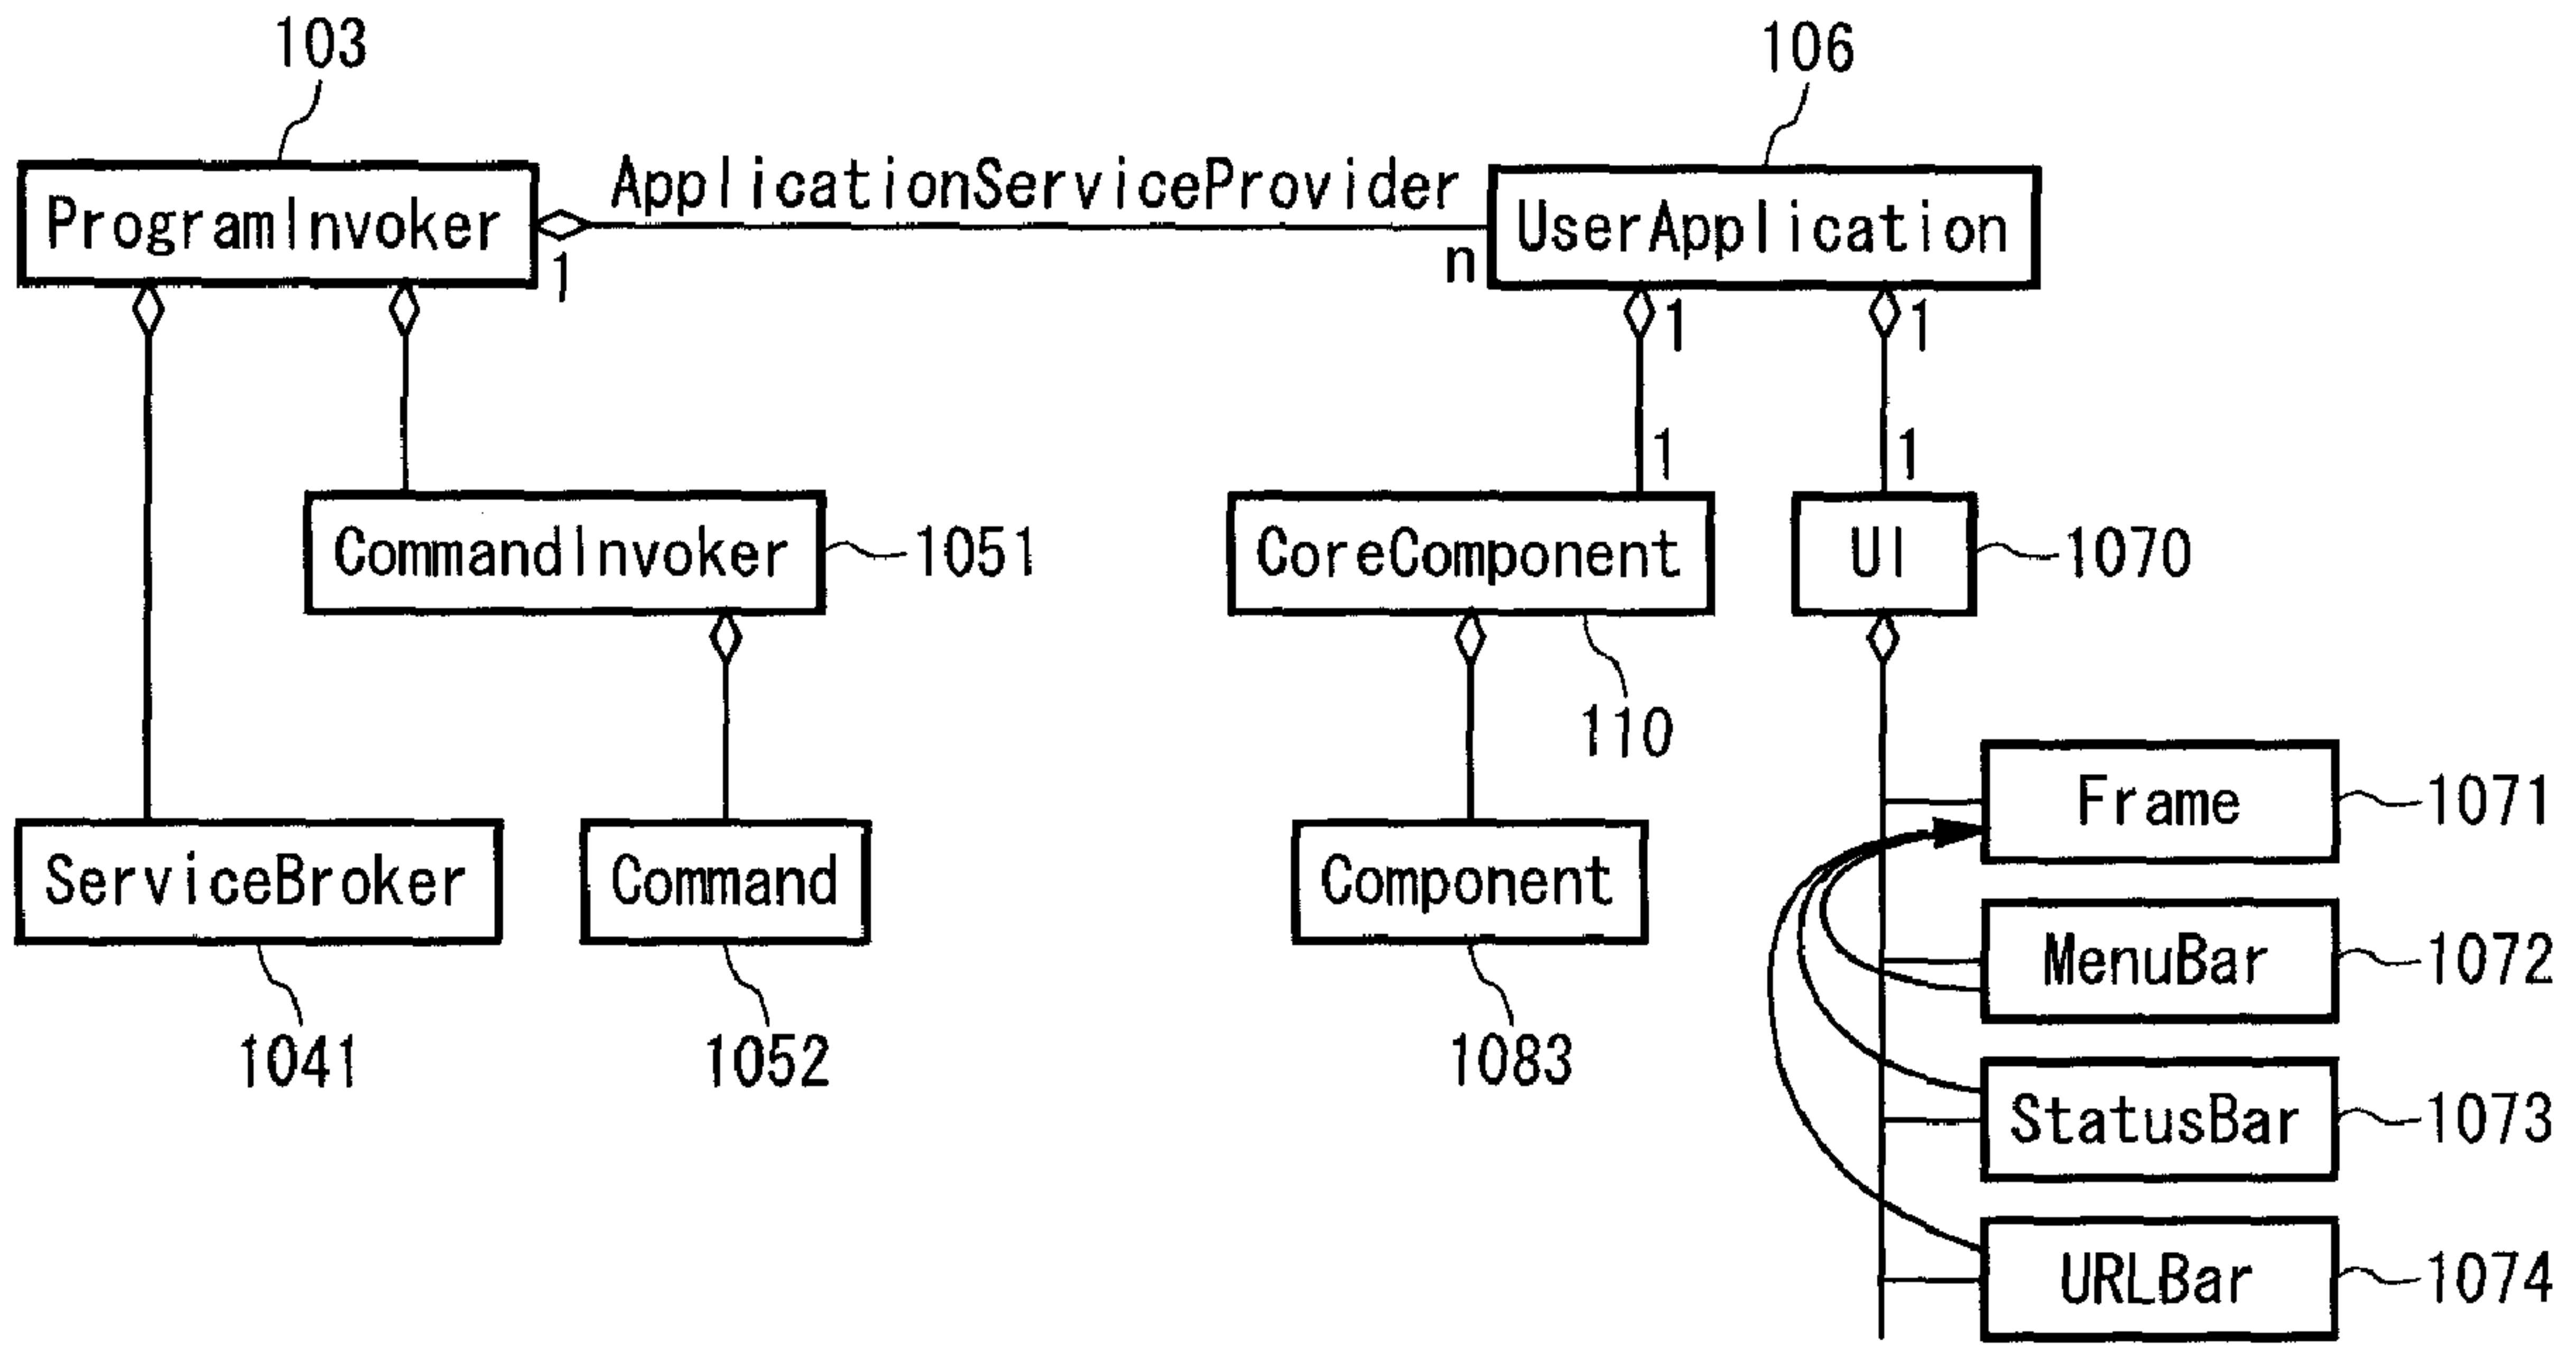 103
106
ApplicationServiceProvider
ProgramInvoker
UserApplication
1
n
1
1
1
1
CommandInvoker
1051
CoreComponent
UI
1070
110
Frame
1071
ServiceBroker
Command
Component
MenuBar
1072
1041
1052
1083
StatusBar
1073
URLBar
1074